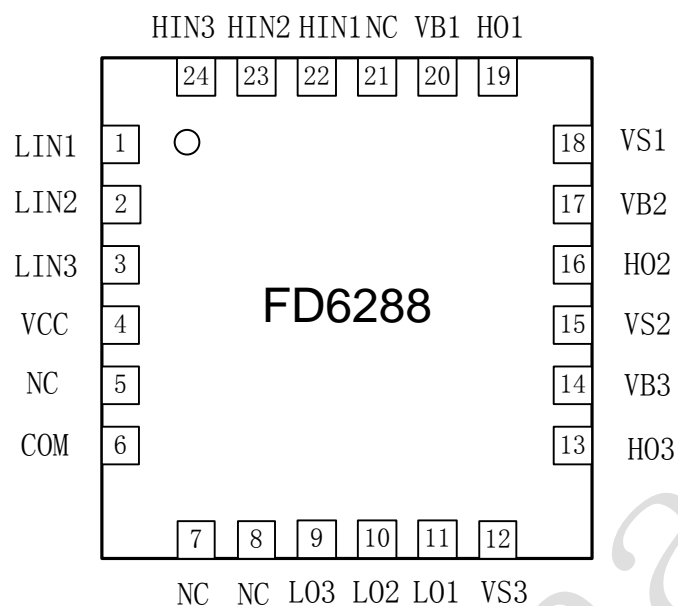 HIN3 HIN2 HIN1 NC VB1 HO1
24 23 22 21 20 19
LIN1 1 18 VS1
LIN2 2 17 VB2
LIN3 3 16 HO2
FD6288
VCC 4 15 VS2
NC 5 14 VB3
COM 6 13 HO3
7 8 9 10 11 12
NC NC LO3 LO2 LO1 VS3